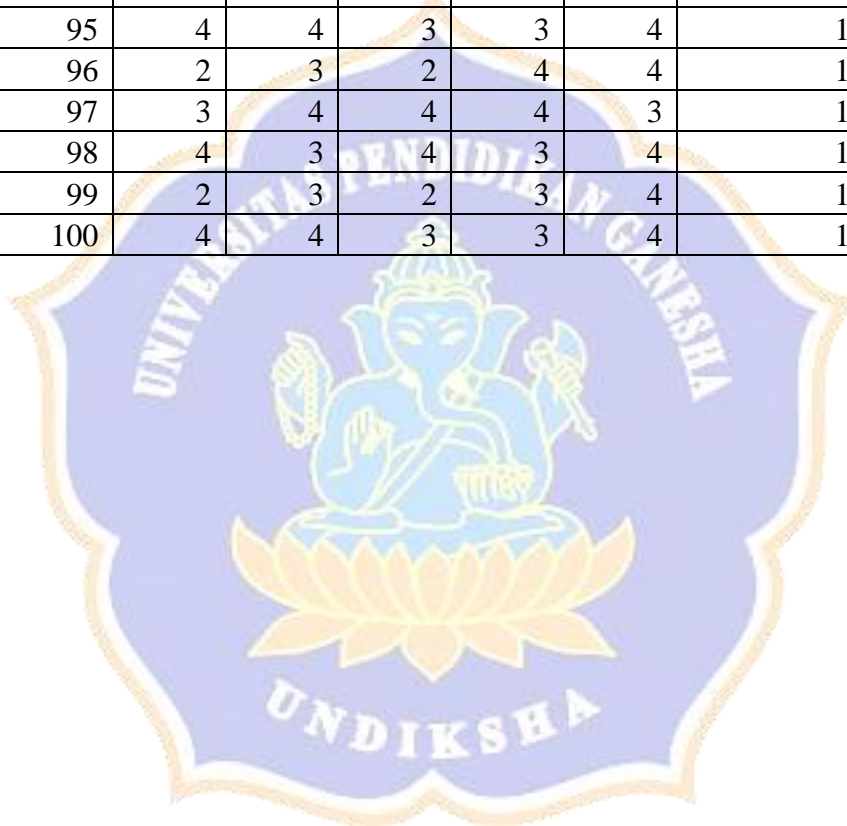 95 4 4 3 3 4 1
96 2 3 2 4 4 1
97 3 4 4 4 3 1
98 4 3 4 3 4 1
99 2 3 2 3 4 1
100 4 4 3 3 4 1
UNIVERSITAS PENDIDIKAN GANESHA
UNDIKSHA